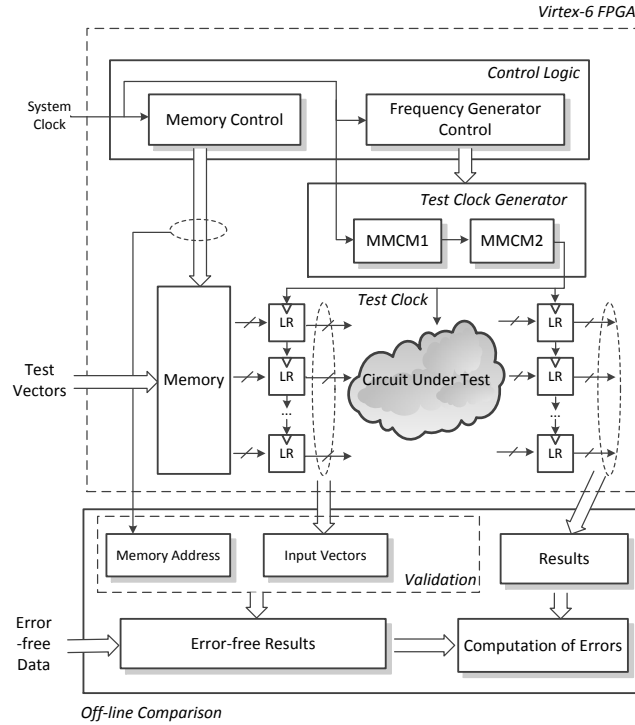 Virtex-6 FPGA
Control Logic
System
Clock
Memory Control
Frequency Generator
Control
Test Clock Generator
MMCM1
MMCM2
Test Clock
LR
LR
Test
Vectors
Memory
LR
Circuit Under Test
LR
...
...
LR
LR
Memory Address
Input Vectors
Results
Validation
Error
-free
Data
Error-free Results
Computation of Errors
Off-line Comparison